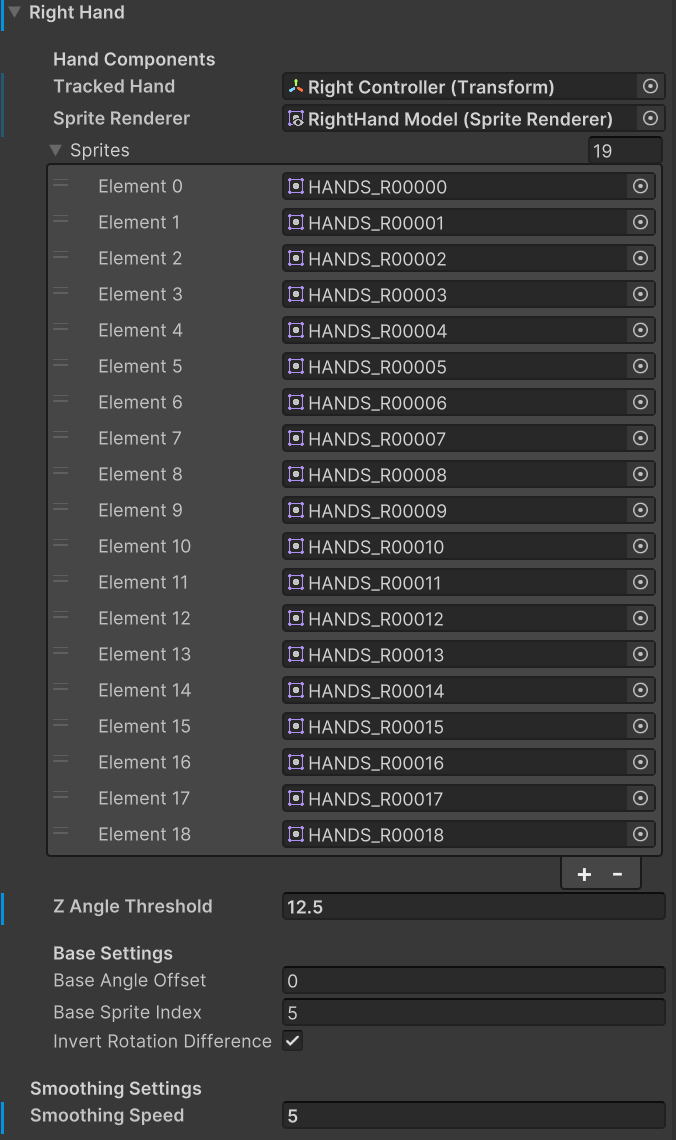 Right Hand
Hand Components
Tracked Hand Right Controller (Transform)
Sprite Renderer RightHand Model (Sprite Renderer)
Sprites 19
Element 0 HANDS_R00000
Element 1 HANDS_R00001
Element 2 HANDS_R00002
Element 3 HANDS_R00003
Element 4 HANDS_R00004
Element 5 HANDS_R00005
Element 6 HANDS_R00006
Element 7 HANDS_R00007
Element 8 HANDS_R00008
Element 9 HANDS_R00009
Element 10 HANDS_R00010
Element 11 HANDS_R00011
Element 12 HANDS_R00012
Element 13 HANDS_R00013
Element 14 HANDS_R00014
Element 15 HANDS_R00015
Element 16 HANDS_R00016
Element 17 HANDS_R00017
Element 18 HANDS_R00018
+ -
Z Angle Threshold 12.5
Base Settings
Base Angle Offset 0
Base Sprite Index 5
Invert Rotation Difference
Smoothing Settings
Smoothing Speed 5